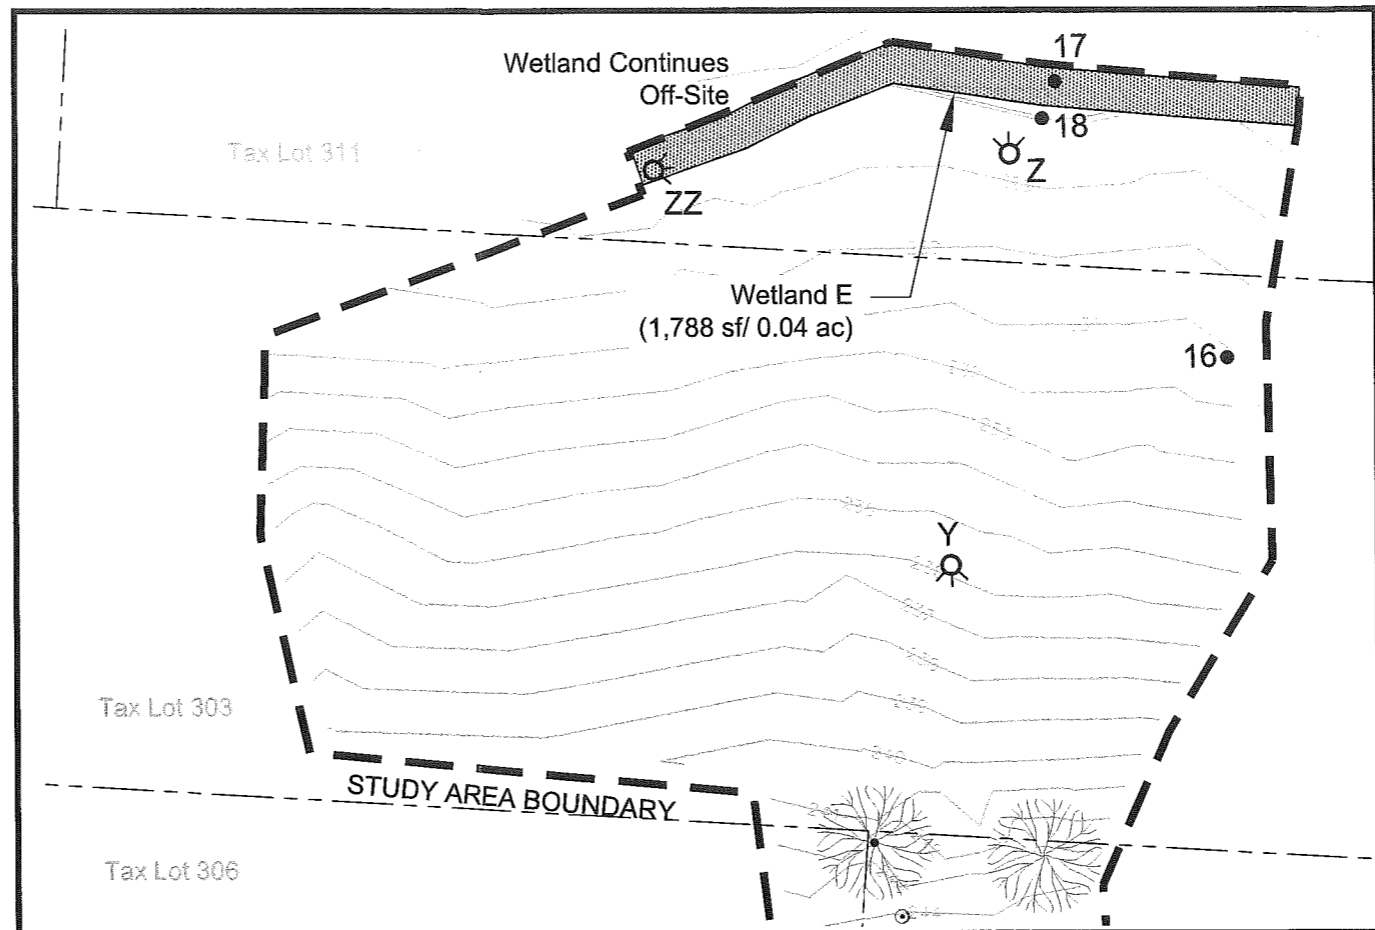 Wetland Continues
Off-Site
17
18
Tax Lot 311
Z
ZZ
Wetland E
(1,788 sf/ 0.04 ac)
16
Y
Tax Lot 303
240
STUDY AREA BOUNDARY
Tax Lot 306